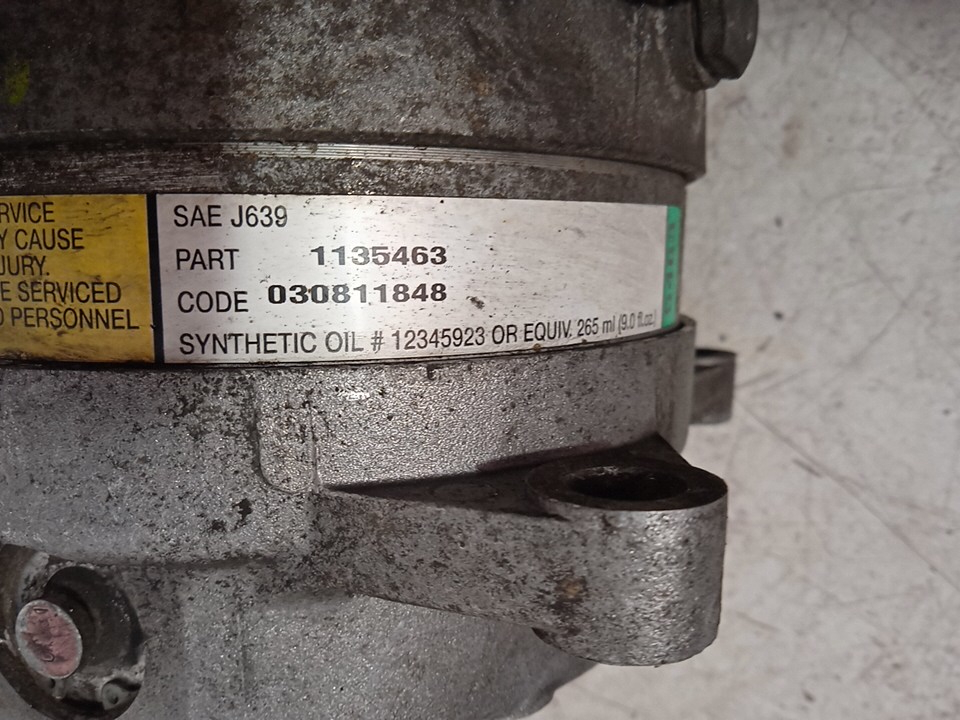 RVICE
Y CAUSE
JURY.
E SERVICED
D PERSONNEL
SAE J639
PART 1135463
CODE 030811848
SYNTHETIC OIL # 12345923 OR EQUIV. 265 ml (9.0 fl.oz.)